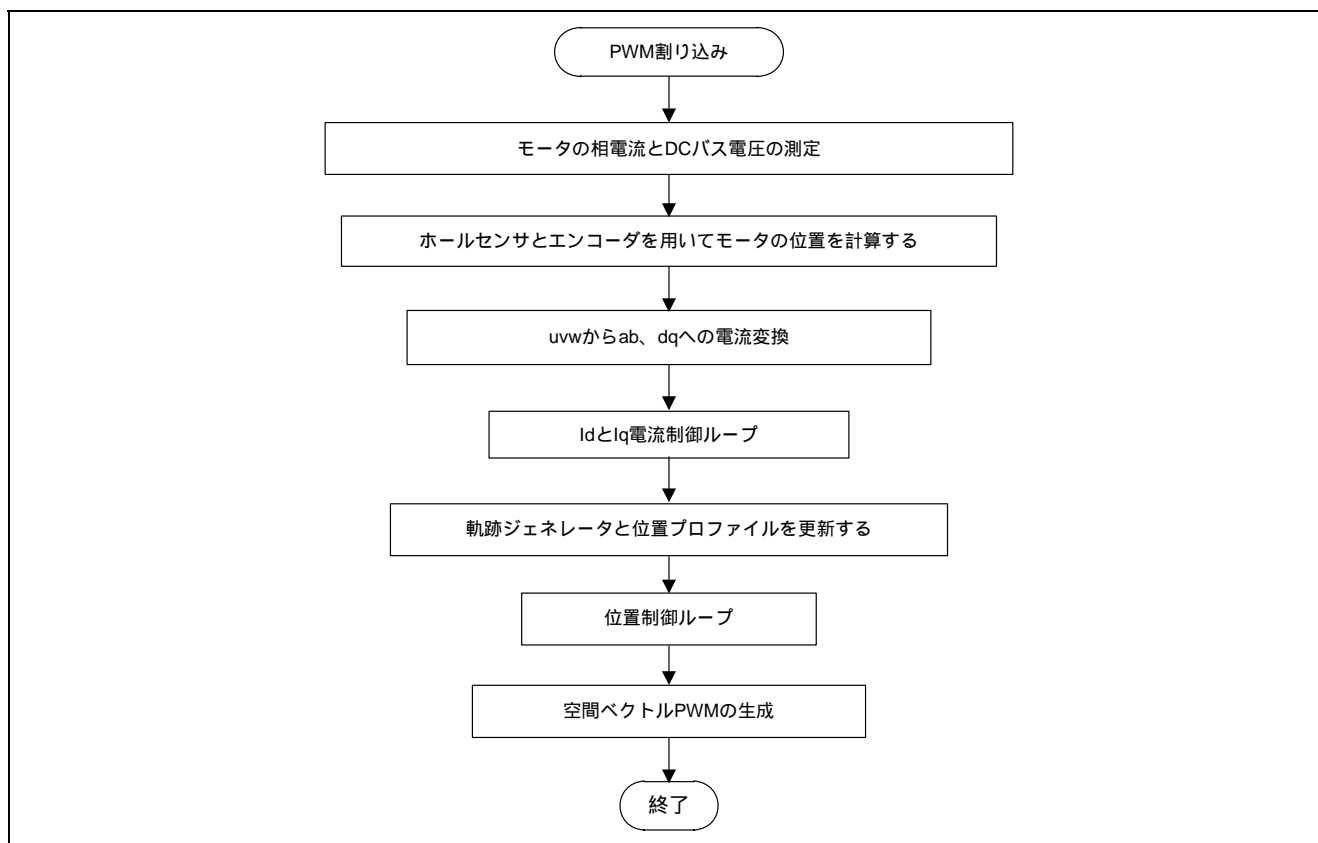 PWM割り込み
モータの相電流とDCバス電圧の測定
ホールセンサとエンコーダを用いてモータの位置を計算する
uvwからab、dqへの電流変換
IdとIq電流制御ループ
軌跡ジェネレータと位置プロファイルを更新する
位置制御ループ
空間ベクトルPWMの生成
終了